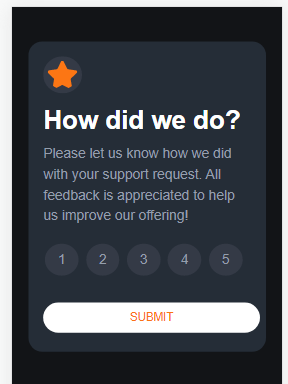 How did we do?
Please let us know how we did
with your support request. All
feedback is appreciated to help
us improve our offering!
1 2 3 4 5
SUBMIT